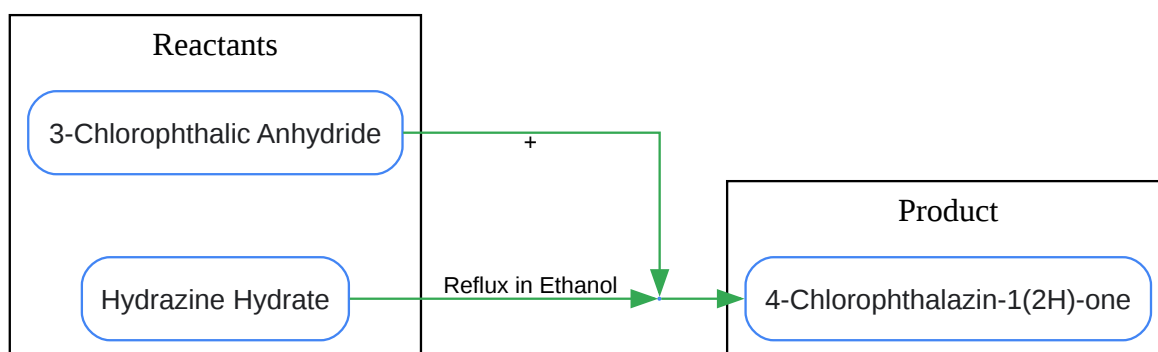 Reactants
3-Chlorophthalic Anhydride
+
Product
Hydrazine Hydrate
Reflux in Ethanol
4-Chlorophthalazin-1(2H)-one